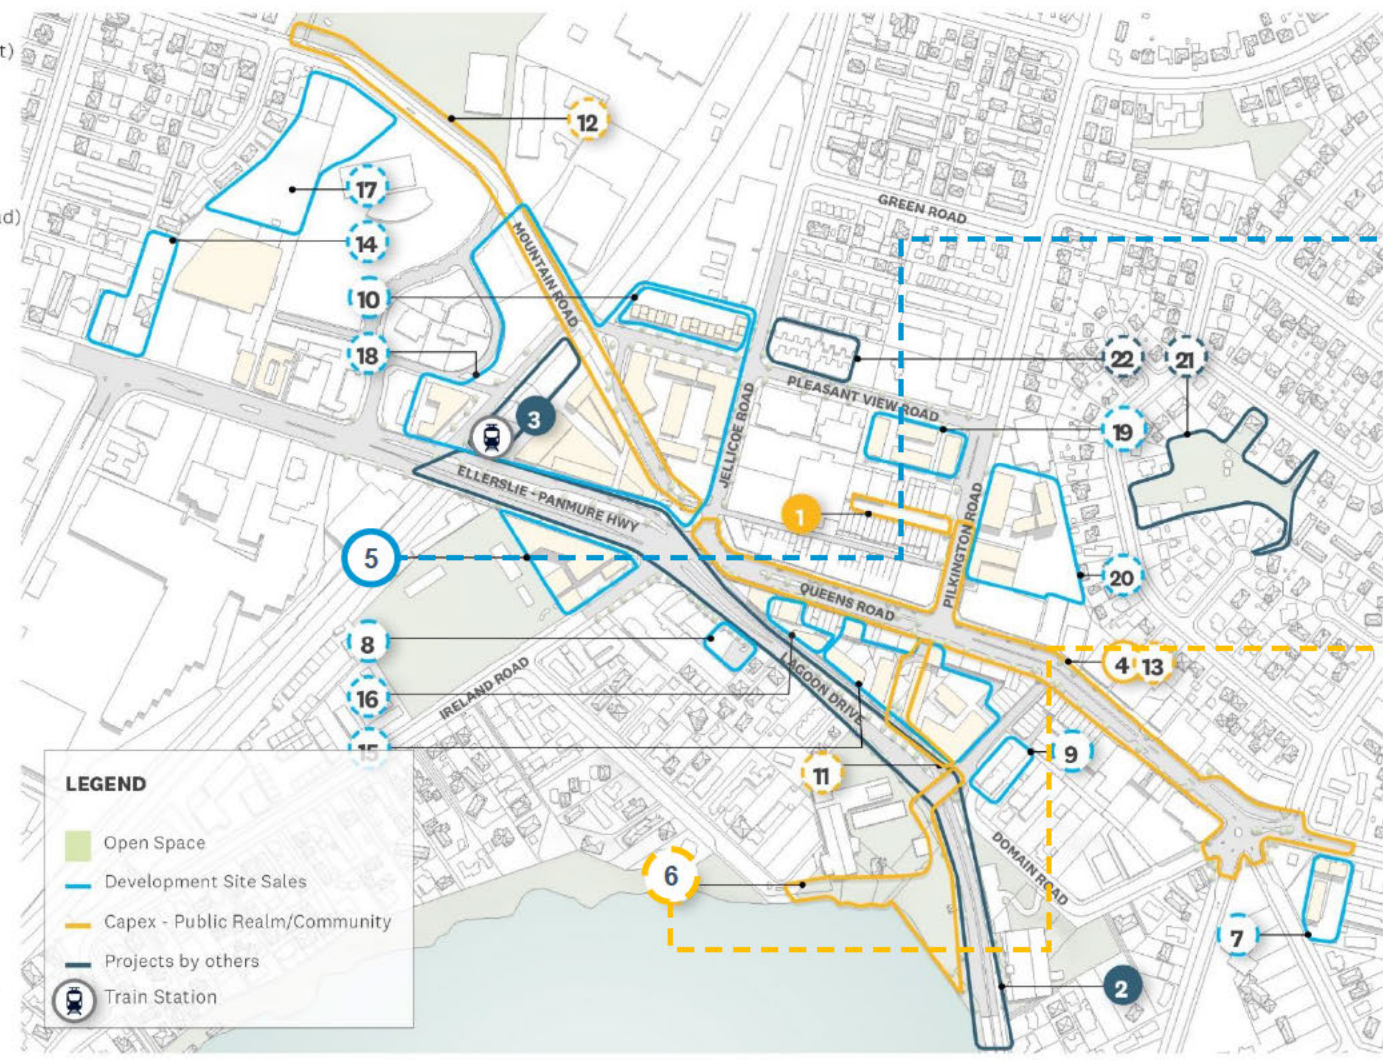 t)
12
17
ad)
GREEN ROAD
14
MOUNTAIN ROAD
10
18
22
21
PLEASANT VIEW ROAD
3
19
JELLICOE ROAD
ELLERSLIE - PANMURE HWY
1
PILKINGTON ROAD
5
20
QUEENS ROAD
8
4
13
IRELAND ROAD
LAGOON DRIVE
16
15
9
11
DOMAIN ROAD
6
7
2
LEGEND
Open Space
Development Site Sales
Capex - Public Realm/Community
Projects by others
Train Station